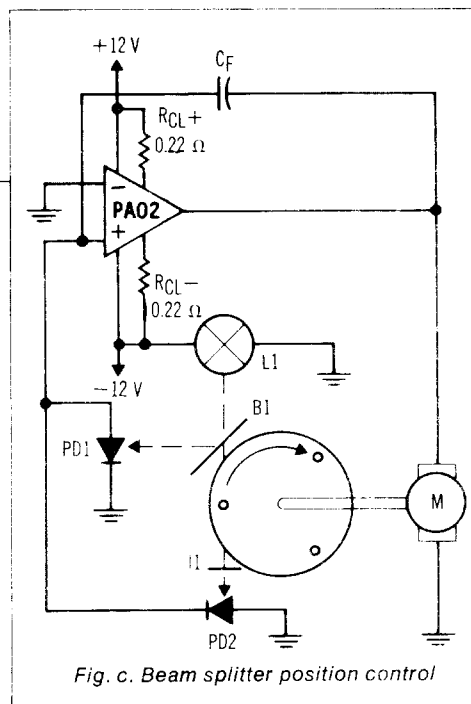 +12 V
CF
RCL+
0.22 Ω
−
PA02
+
RCL−
0.22 Ω
L1
−12 V
B1
PD1
M
I1
PD2
Fig. c. Beam splitter position control